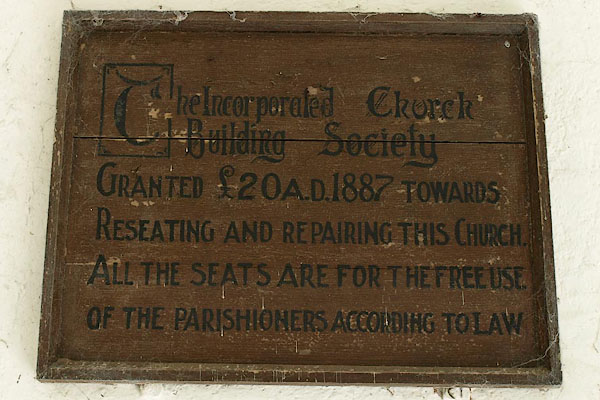 The Incorporated Church
Building Society
GRANTED £20 A.D. 1887 TOWARDS
RESEATING AND REPAIRING THIS CHURCH.
ALL THE SEATS ARE FOR THE FREE USE
OF THE PARISHIONERS ACCORDING TO LAW